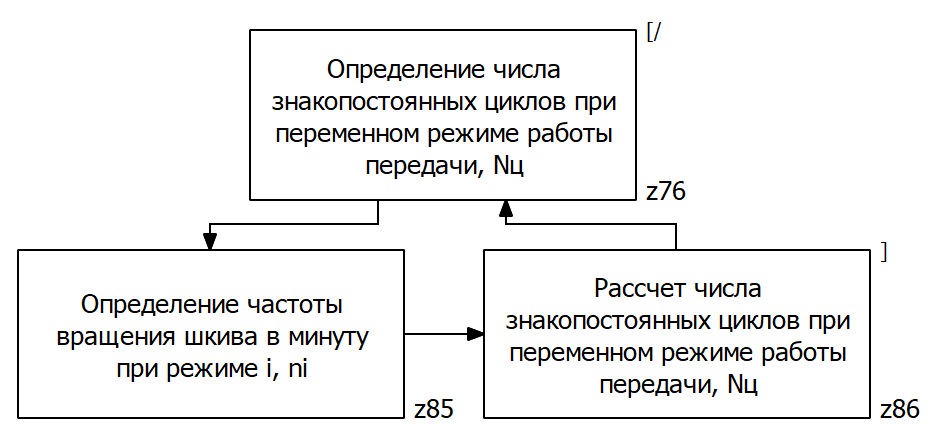 [/
Определение числа
знакопостоянных циклов при
переменном режиме работы
передачи, Nц
z76
Определение частоты
вращения шкива в минуту
при режиме i, ni
z85
]
Рассчет числа
знакопостоянных циклов при
переменном режиме работы
передачи, Nц
z86